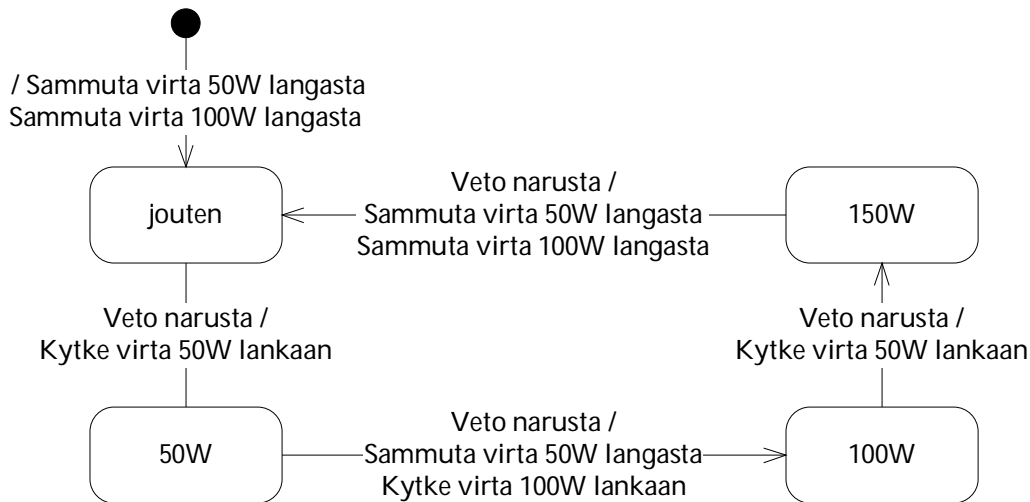 / Sammuta virta 50W langasta
Sammuta virta 100W langasta
jouten
Veto narusta /
Sammuta virta 50W langasta
Sammuta virta 100W langasta
150W
Veto narusta /
Kytke virta 50W lankaan
Veto narusta /
Kytke virta 50W lankaan
50W
Veto narusta /
Sammuta virta 50W langasta
Kytke virta 100W lankaan
100W